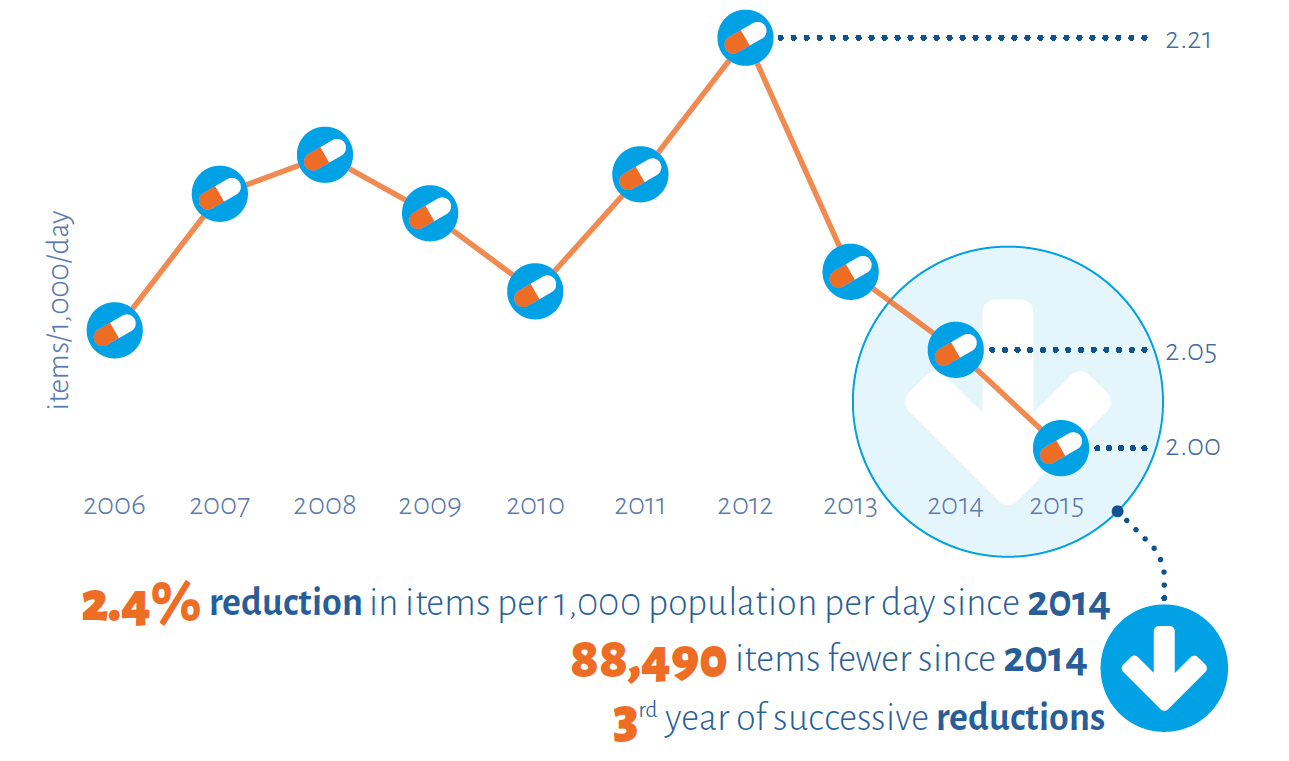 2.21
items/1,000/day
2.05
2.00
2006 2007 2008 2009 2010 2011 2012 2013 2014 2015
2.4% reduction in items per 1,000 population per day since 2014
88,490 items fewer since 2014
3rd year of successive reductions